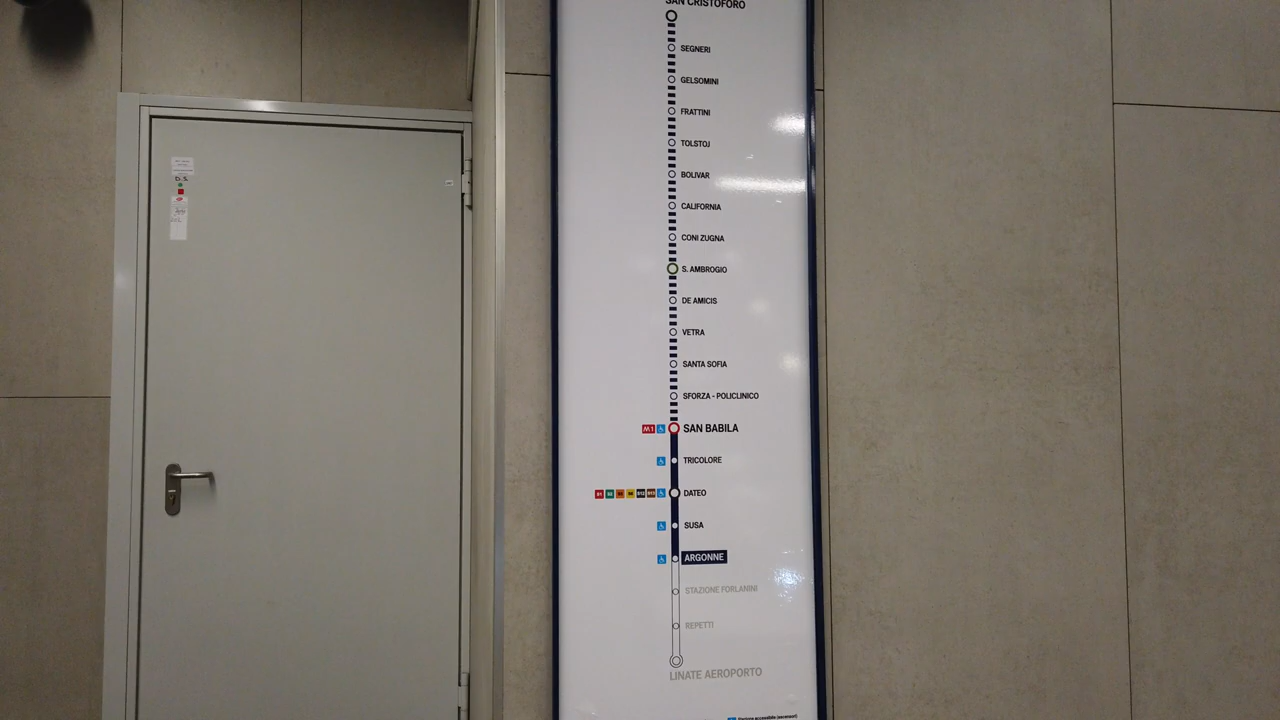 SAN CRISTOFORO
SEGNERI
GELSOMINI
FRATTINI
TOLSTOJ
BOLIVAR
CALIFORNIA
CONI ZUGNA
S. AMBROGIO
DE AMICIS
VETRA
SANTA SOFIA
SFORZA - POLICLINICO
M1 SAN BABILA
TRICOLORE
DATEO
SUSA
ARGONNE
STAZIONE FORLANINI
REPETTI
LINATE AEROPORTO